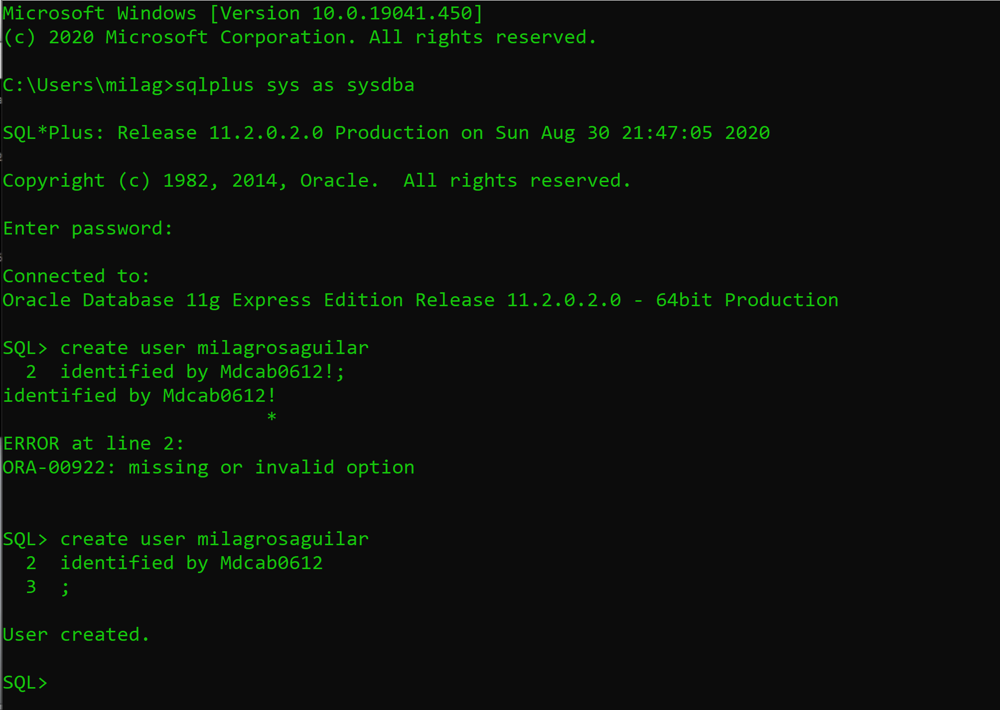 Microsoft Windows [Version 10.0.19041.450]
(c) 2020 Microsoft Corporation. All rights reserved.
C:\Users\milag>sqlplus sys as sysdba
SQL*Plus: Release 11.2.0.2.0 Production on Sun Aug 30 21:47:05 2020
Copyright (c) 1982, 2014, Oracle.  All rights reserved.
Enter password:
Connected to:
Oracle Database 11g Express Edition Release 11.2.0.2.0 - 64bit Production
SQL> create user milagrosaguilar
  2  identified by Mdcab0612!;
identified by Mdcab0612!
                       *
ERROR at line 2:
ORA-00922: missing or invalid option
SQL> create user milagrosaguilar
  2  identified by Mdcab0612
  3  ;
User created.
SQL>